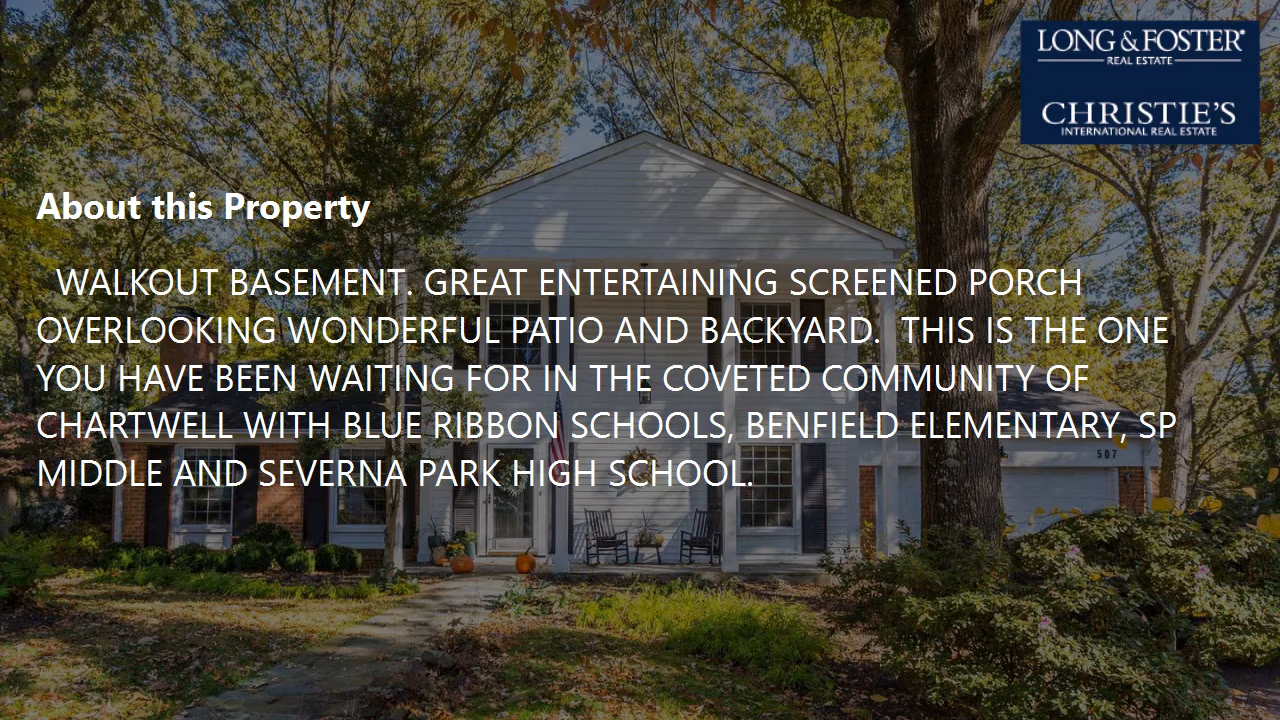 LONG & FOSTER®
REAL ESTATE
CHRISTIE'S
INTERNATIONAL REAL ESTATE
About this Property
WALKOUT BASEMENT. GREAT ENTERTAINING SCREENED PORCH
OVERLOOKING WONDERFUL PATIO AND BACKYARD.  THIS IS THE ONE
YOU HAVE BEEN WAITING FOR IN THE COVETED COMMUNITY OF
CHARTWELL WITH BLUE RIBBON SCHOOLS, BENFIELD ELEMENTARY, SP
MIDDLE AND SEVERNA PARK HIGH SCHOOL.
507